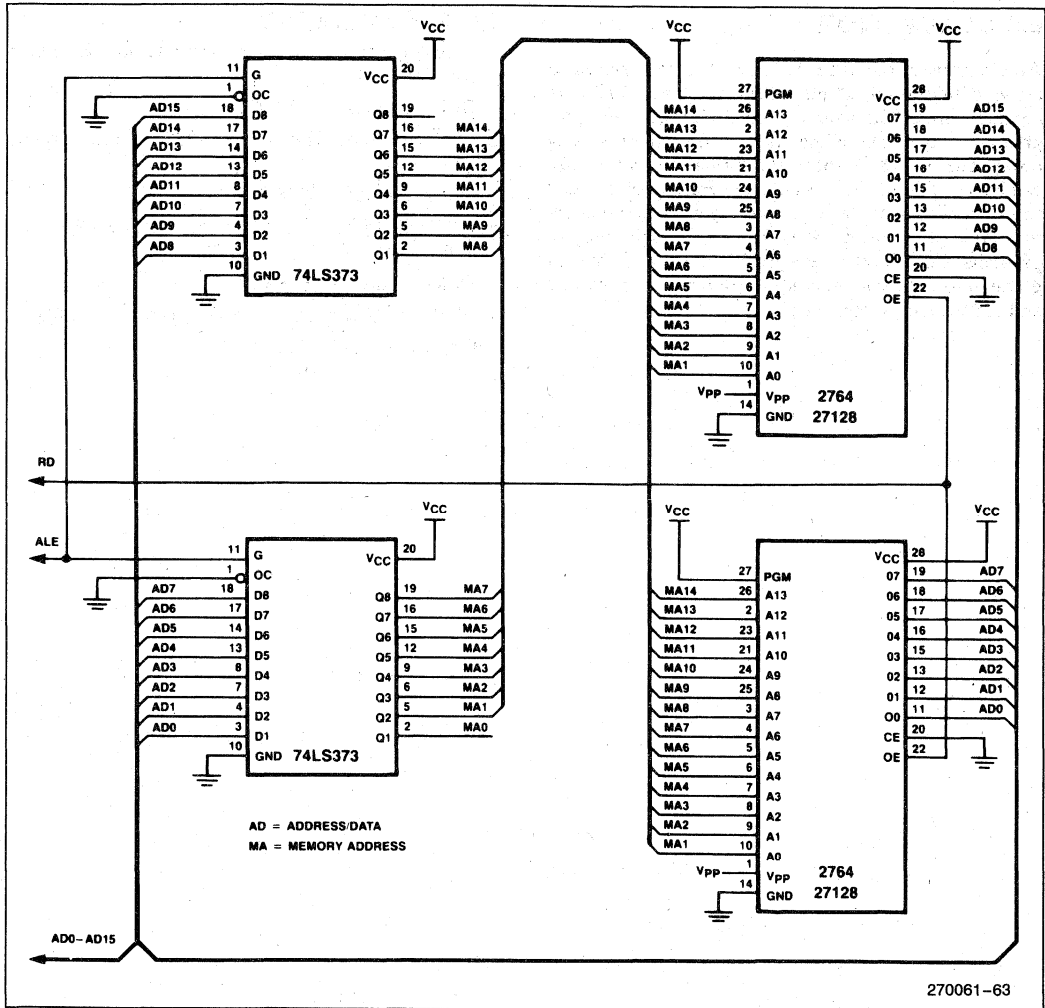 VCC
11 G VCC 20
1 OC
AD15 18 D8 Q8 19
AD14 17 D7 Q7 16 MA14
AD13 14 D6 Q6 15 MA13
AD12 13 D5 Q5 12 MA12
AD11 8 D4 Q4 9 MA11
AD10 7 D3 Q3 6 MA10
AD9 4 D2 Q2 5 MA9
AD8 3 D1 Q1 2 MA8
10 GND 74LS373
VCC VCC
27 PGM VCC 28
MA14 26 A13 07 19 AD15
MA13 2 A12 06 18 AD14
MA12 23 A11 05 17 AD13
MA11 21 A10 04 16 AD12
MA10 24 A9 03 15 AD11
MA9 25 A8 02 13 AD10
MA8 3 A7 01 12 AD9
MA7 4 A6 O0 11 AD8
MA6 5 A5 CE 20
MA5 6 A4 OE 22
MA4 7 A3
MA3 8 A2
MA2 9 A1
MA1 10 A0
VPP 1 VPP 2764
14 GND 27128
RD
ALE
VCC
11 G VCC 20
1 OC
AD7 18 D8 Q8 19 MA7
AD6 17 D7 Q7 16 MA6
AD5 14 D6 Q6 15 MA5
AD4 13 D5 Q5 12 MA4
AD3 8 D4 Q4 9 MA3
AD2 7 D3 Q3 6 MA2
AD1 4 D2 Q2 5 MA1
AD0 3 D1 Q1 2 MA0
10 GND 74LS373
VCC VCC
27 PGM VCC 28
MA14 26 A13 07 19 AD7
MA13 2 A12 06 18 AD6
MA12 23 A11 05 17 AD5
MA11 21 A10 04 16 AD4
MA10 24 A9 03 15 AD3
MA9 25 A8 02 13 AD2
MA8 3 A7 01 12 AD1
MA7 4 A6 O0 11 AD0
MA6 5 A5 CE 20
MA5 6 A4 OE 22
MA4 7 A3
MA3 8 A2
MA2 9 A1
MA1 10 A0
VPP 1 VPP 2764
14 GND 27128
AD = ADDRESS/DATA
MA = MEMORY ADDRESS
AD0–AD15
270061–63